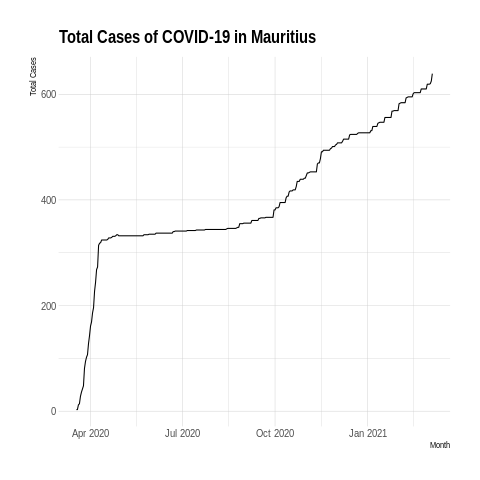 Total Cases of COVID-19 in Mauritius
Total Cases
600
400
200
0
Apr 2020 Jul 2020 Oct 2020 Jan 2021
Month